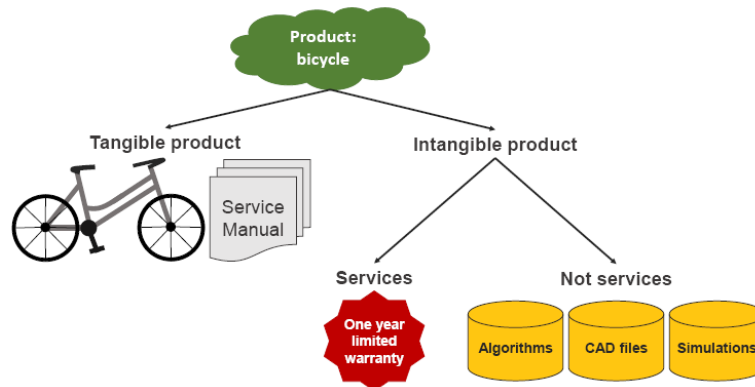 Product:
bicycle
Tangible product
Intangible product
Service
Manual
Services
Not services
One year
limited
warranty
Algorithms
CAD files
Simulations